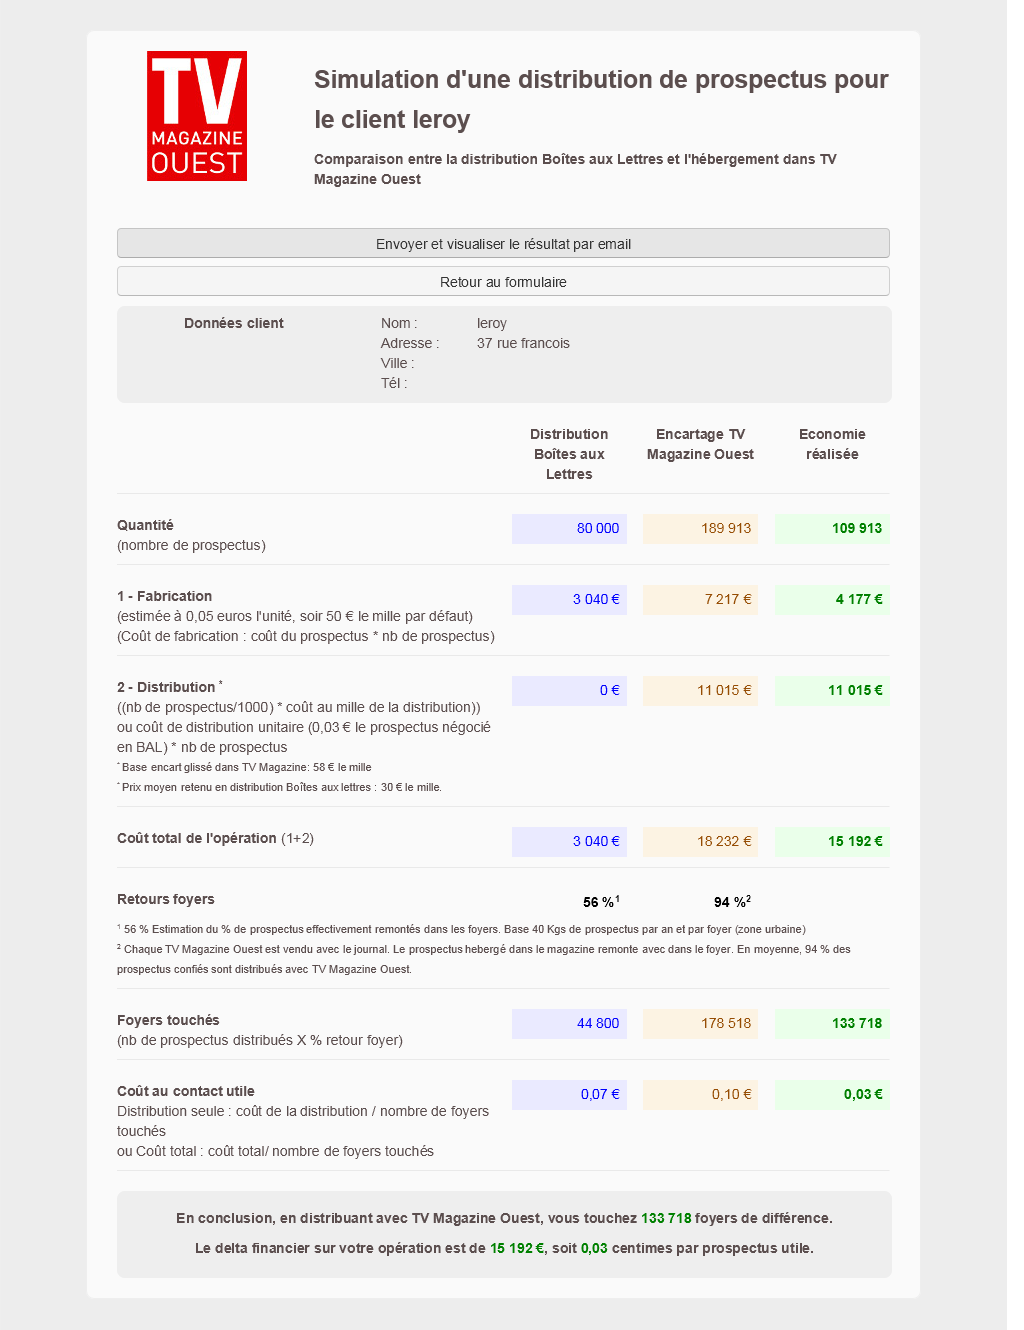 TV
MAGAZINE
OUEST
Simulation d'une distribution de prospectus pour
le client leroy
Comparaison entre la distribution Boîtes aux Lettres et l'hébergement dans TV
Magazine Ouest
Envoyer et visualiser le résultat par email
Retour au formulaire
Données client
Nom : leroy
Adresse : 37 rue francois
Ville :
Tél :
Distribution Boîtes aux Lettres
Encartage TV Magazine Ouest
Economie réalisée
Quantité
(nombre de prospectus)
80 000 189 913 109 913
1 - Fabrication
(estimée à 0,05 euros l'unité, soir 50 € le mille par défaut)
(Coût de fabrication : coût du prospectus * nb de prospectus)
3 040 € 7 217 € 4 177 €
2 - Distribution *
((nb de prospectus/1000) * coût au mille de la distribution))
ou coût de distribution unitaire (0,03 € le prospectus négocié
en BAL) * nb de prospectus
* Base encart glissé dans TV Magazine: 58 € le mille
* Prix moyen retenu en distribution Boîtes aux lettres : 30 € le mille.
0 € 11 015 € 11 015 €
Coût total de l'opération (1+2) 3 040 € 18 232 € 15 192 €
Retours foyers 56 %¹ 94 %²
¹ 56 % Estimation du % de prospectus effectivement remontés dans les foyers. Base 40 Kgs de prospectus par an et par foyer (zone urbaine)
² Chaque TV Magazine Ouest est vendu avec le journal. Le prospectus hebergé dans le magazine remonte avec dans le foyer. En moyenne, 94 % des
prospectus confiés sont distribués avec TV Magazine Ouest.
Foyers touchés
(nb de prospectus distribués X % retour foyer)
44 800 178 518 133 718
Coût au contact utile
Distribution seule : coût de la distribution / nombre de foyers
touchés
ou Coût total : coût total/ nombre de foyers touchés
0,07 € 0,10 € 0,03 €
En conclusion, en distribuant avec TV Magazine Ouest, vous touchez 133 718 foyers de différence.
Le delta financier sur votre opération est de 15 192 €, soit 0,03 centimes par prospectus utile.